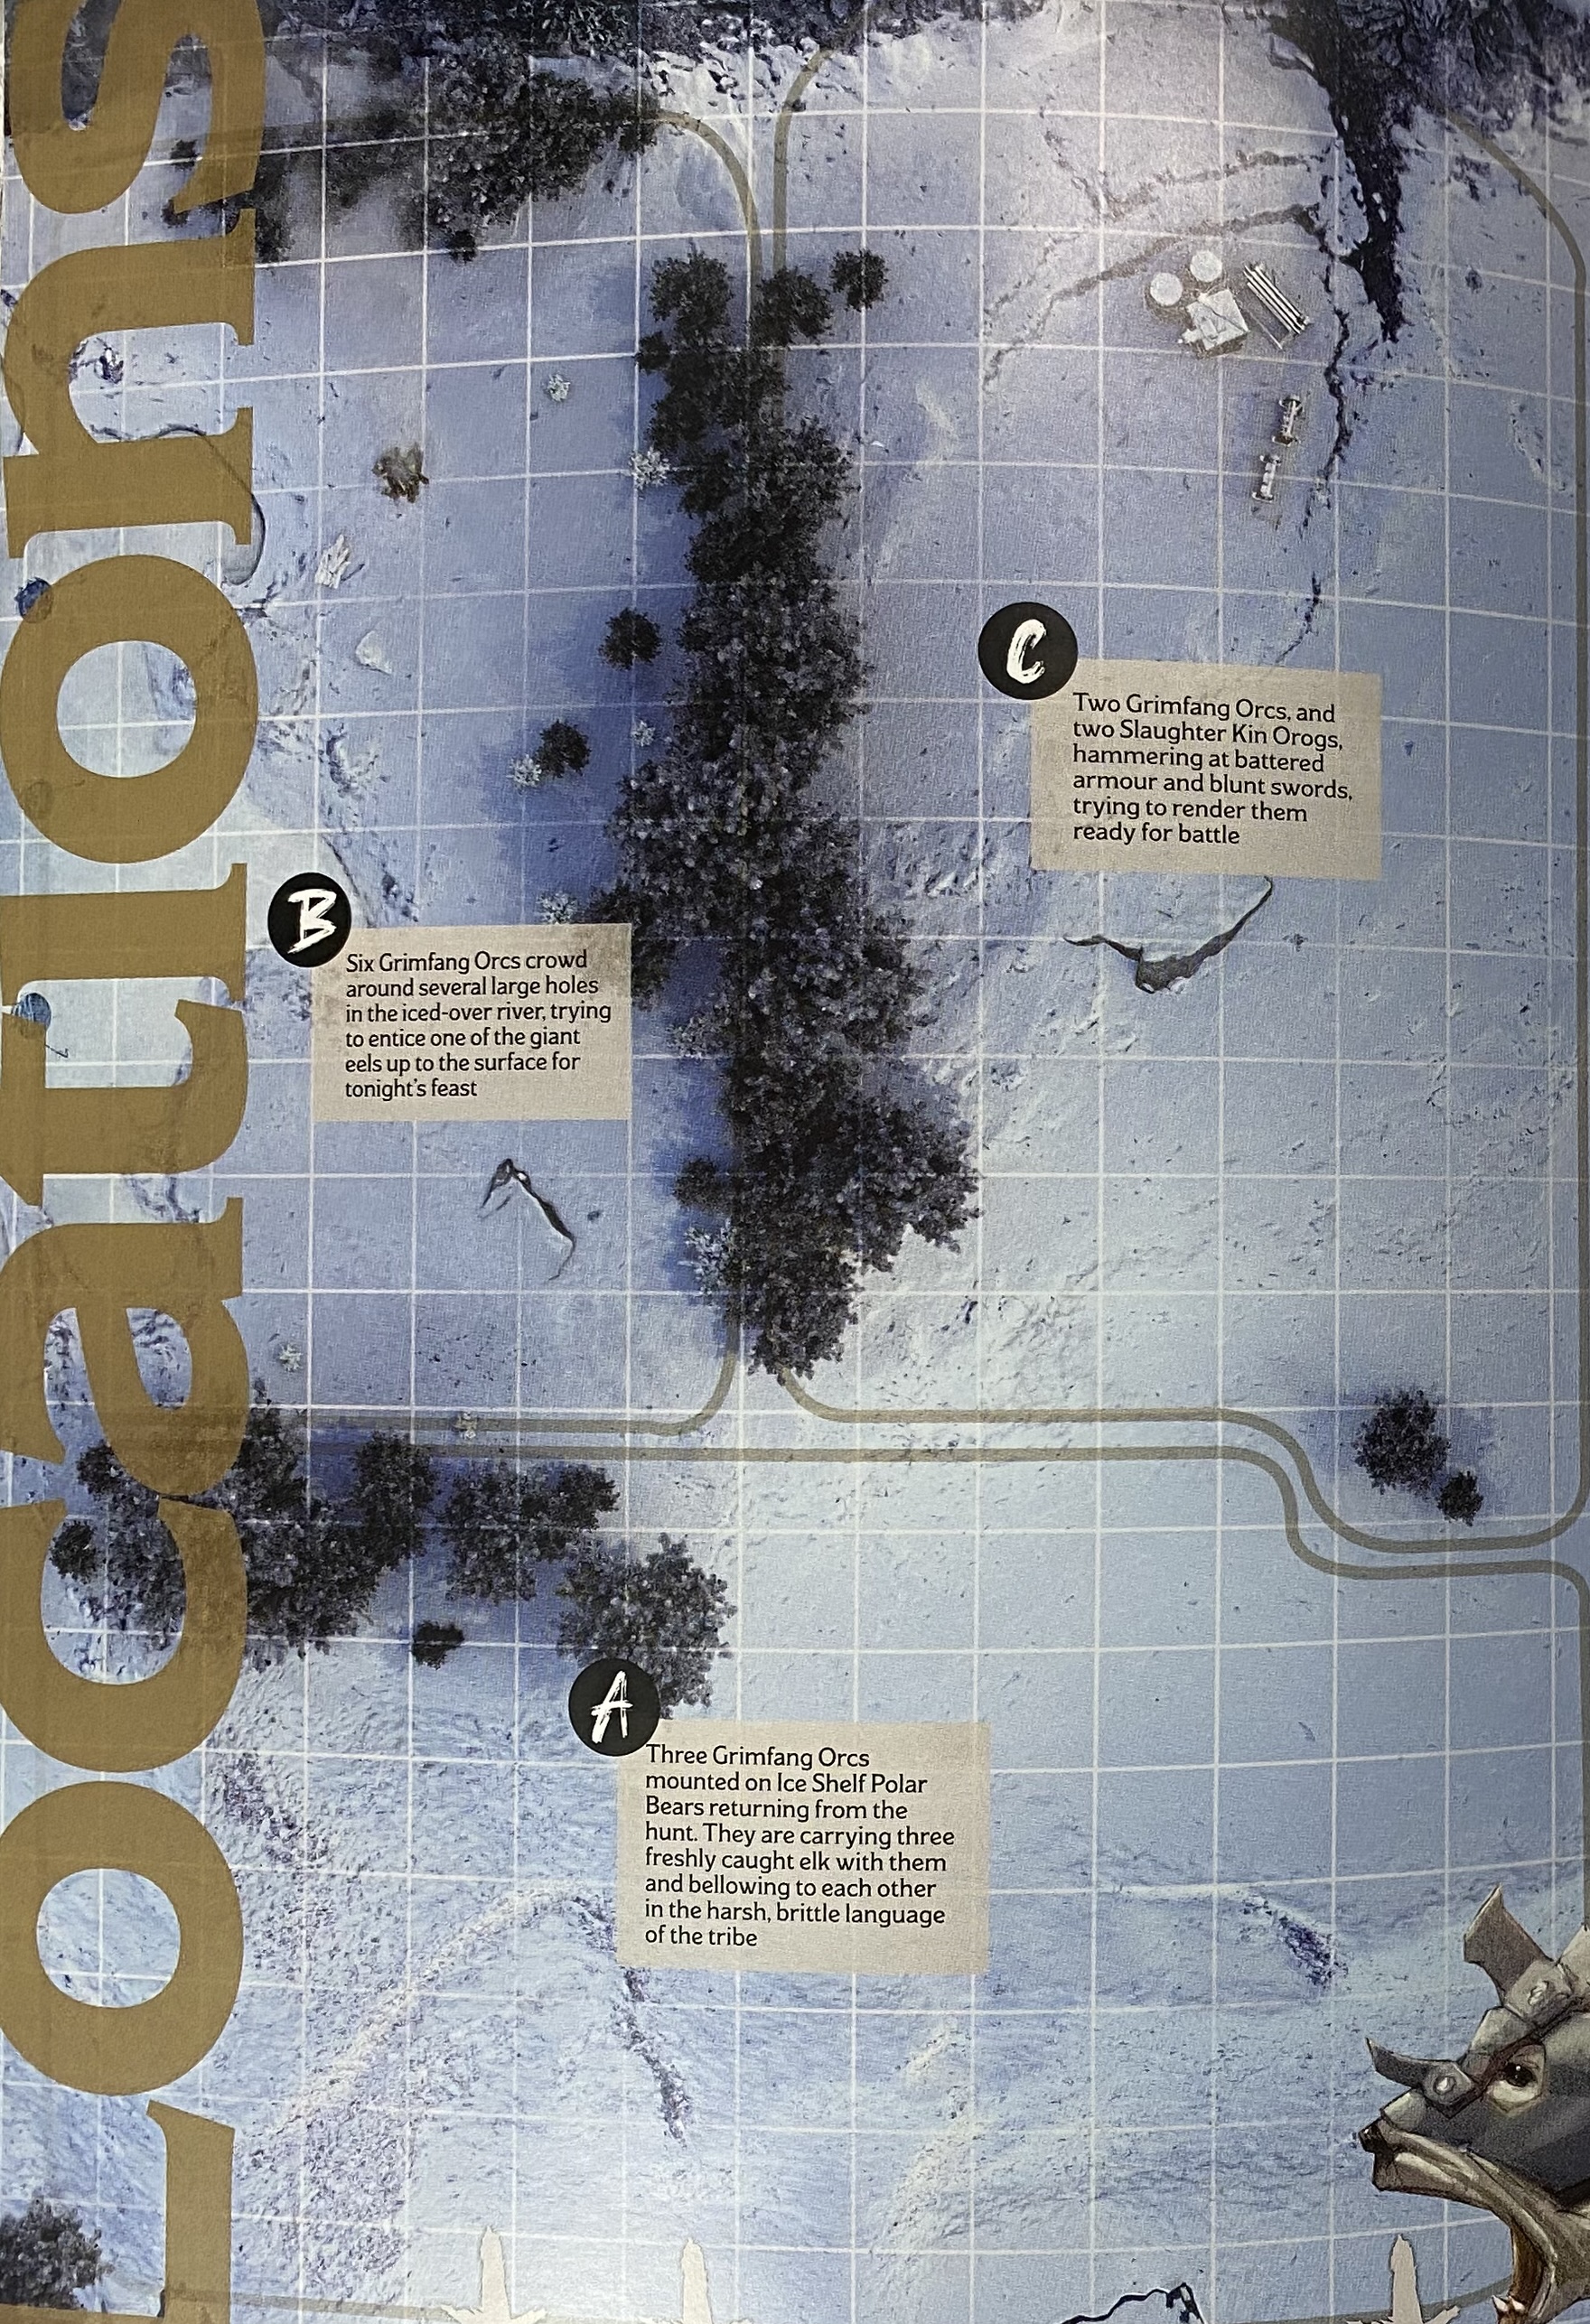 Locations
C
Two Grimfang Orcs, and
two Slaughter Kin Orogs,
hammering at battered
armour and blunt swords,
trying to render them
ready for battle
B
Six Grimfang Orcs crowd
around several large holes
in the iced-over river, trying
to entice one of the giant
eels up to the surface for
tonight's feast
A
Three Grimfang Orcs
mounted on Ice Shelf Polar
Bears returning from the
hunt. They are carrying three
freshly caught elk with them
and bellowing to each other
in the harsh, brittle language
of the tribe